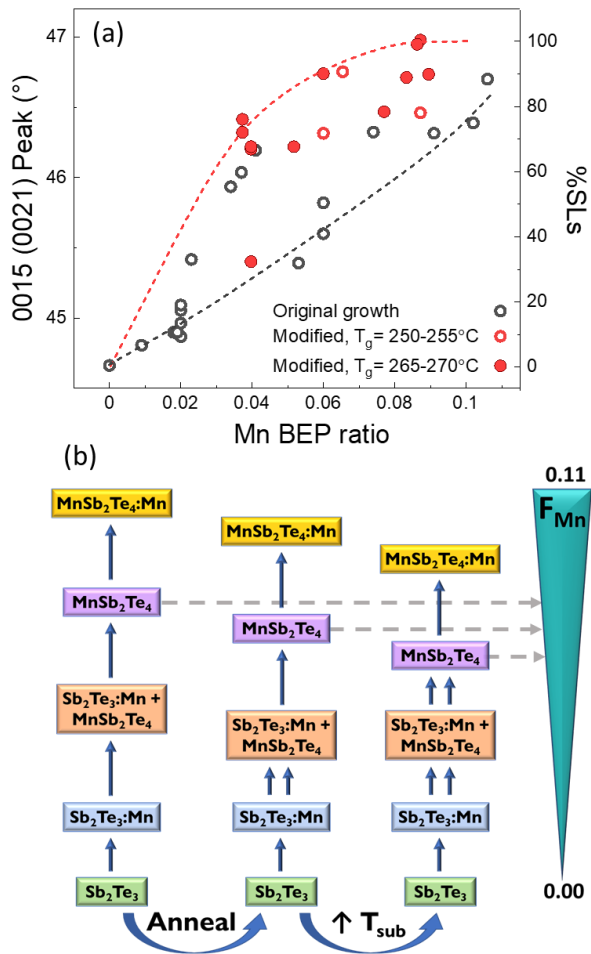 (a)
47
46
45
0015 (0021) Peak (°)
100
80
60
40
20
0
%SLs
Original growth
Modified, Tg= 250-255°C
Modified, Tg= 265-270°C
0 0.02 0.04 0.06 0.08 0.1
Mn BEP ratio
(b)
0.11
FMn
MnSb2Te4:Mn
MnSb2Te4
Sb2Te3:Mn +
MnSb2Te4
Sb2Te3:Mn
Sb2Te3
MnSb2Te4:Mn
MnSb2Te4
Sb2Te3:Mn +
MnSb2Te4
Sb2Te3:Mn
Sb2Te3
MnSb2Te4:Mn
MnSb2Te4
Sb2Te3:Mn +
MnSb2Te4
Sb2Te3:Mn
Sb2Te3
0.00
Anneal
↑ Tsub